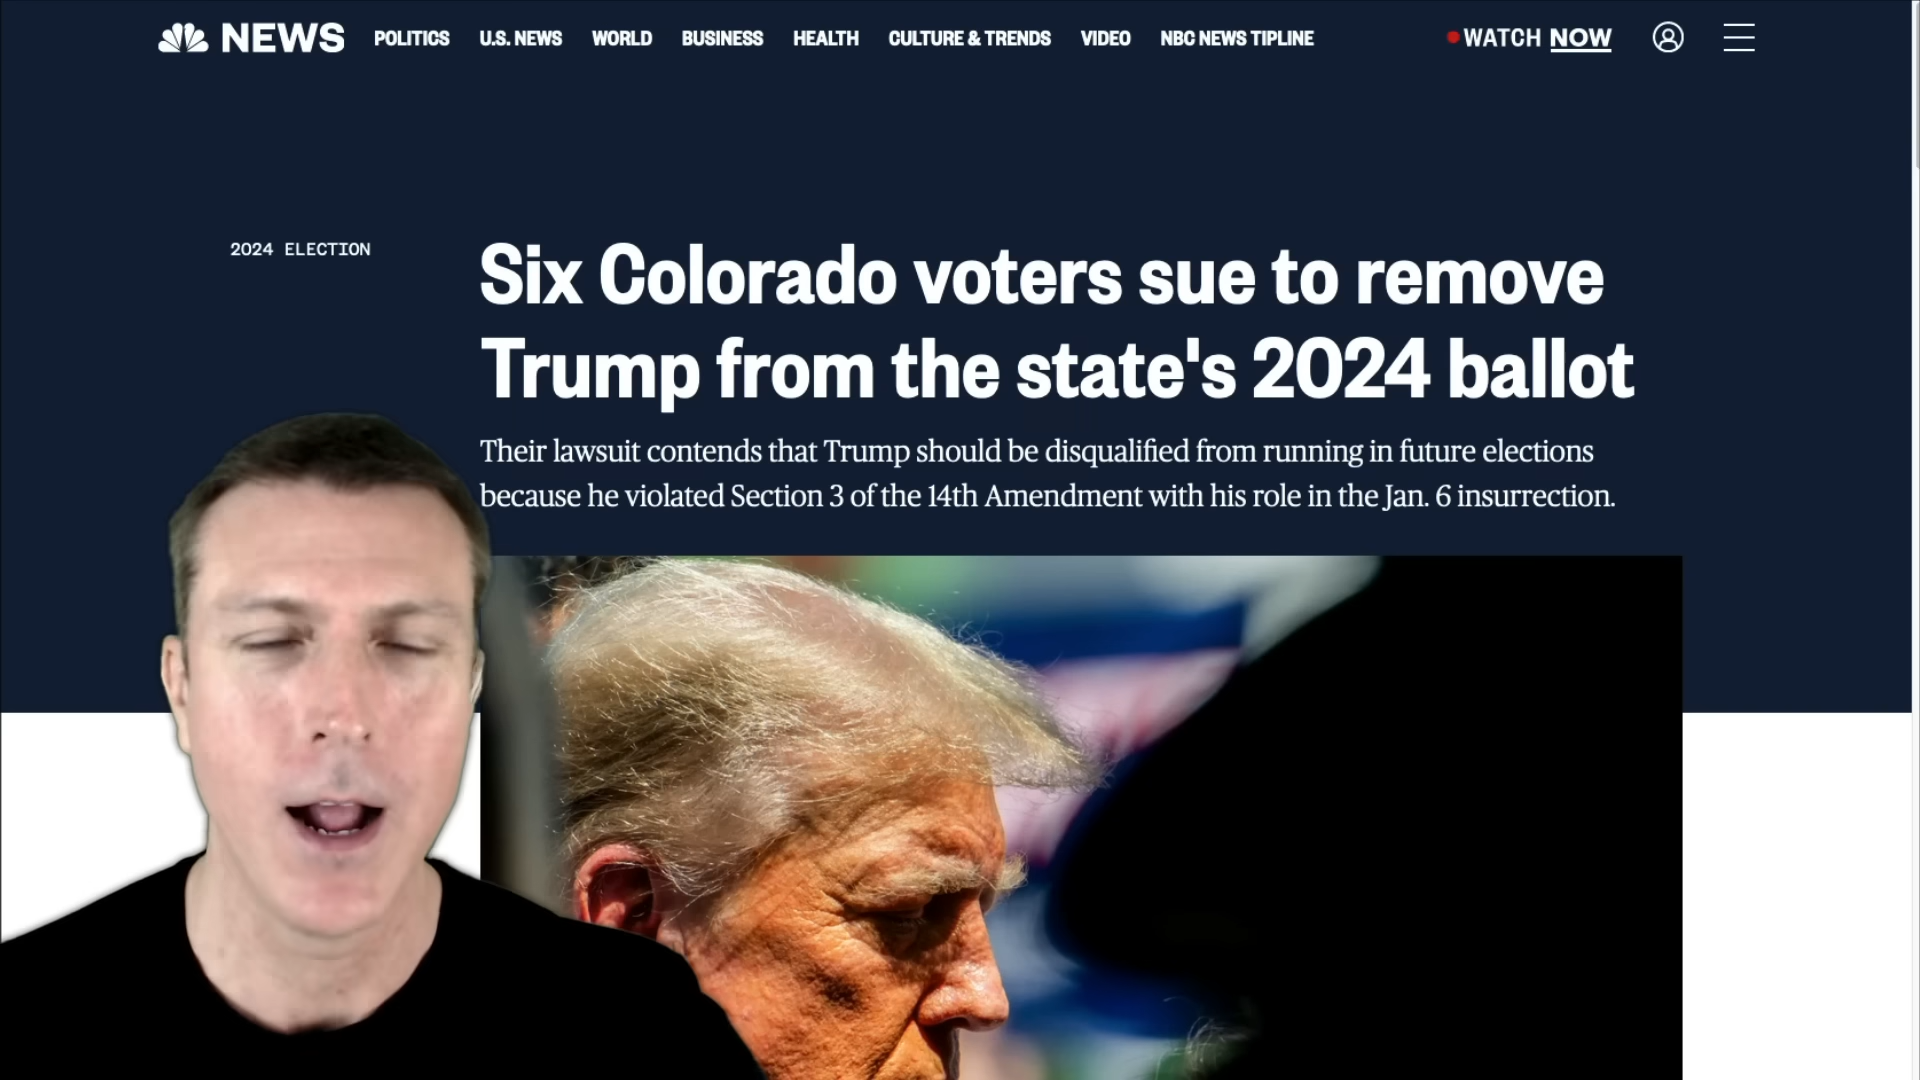 NEWS POLITICS U.S. NEWS WORLD BUSINESS HEALTH CULTURE & TRENDS VIDEO NBC NEWS TIPLINE WATCH NOW
2024 ELECTION
Six Colorado voters sue to remove
Trump from the state's 2024 ballot
Their lawsuit contends that Trump should be disqualified from running in future elections
because he violated Section 3 of the 14th Amendment with his role in the Jan. 6 insurrection.